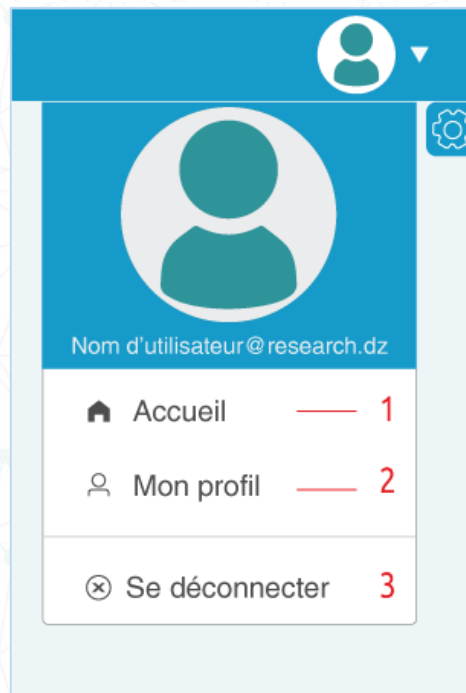 Nom d'utilisateur@research.dz
Accueil 1
Mon profil 2
Se déconnecter 3